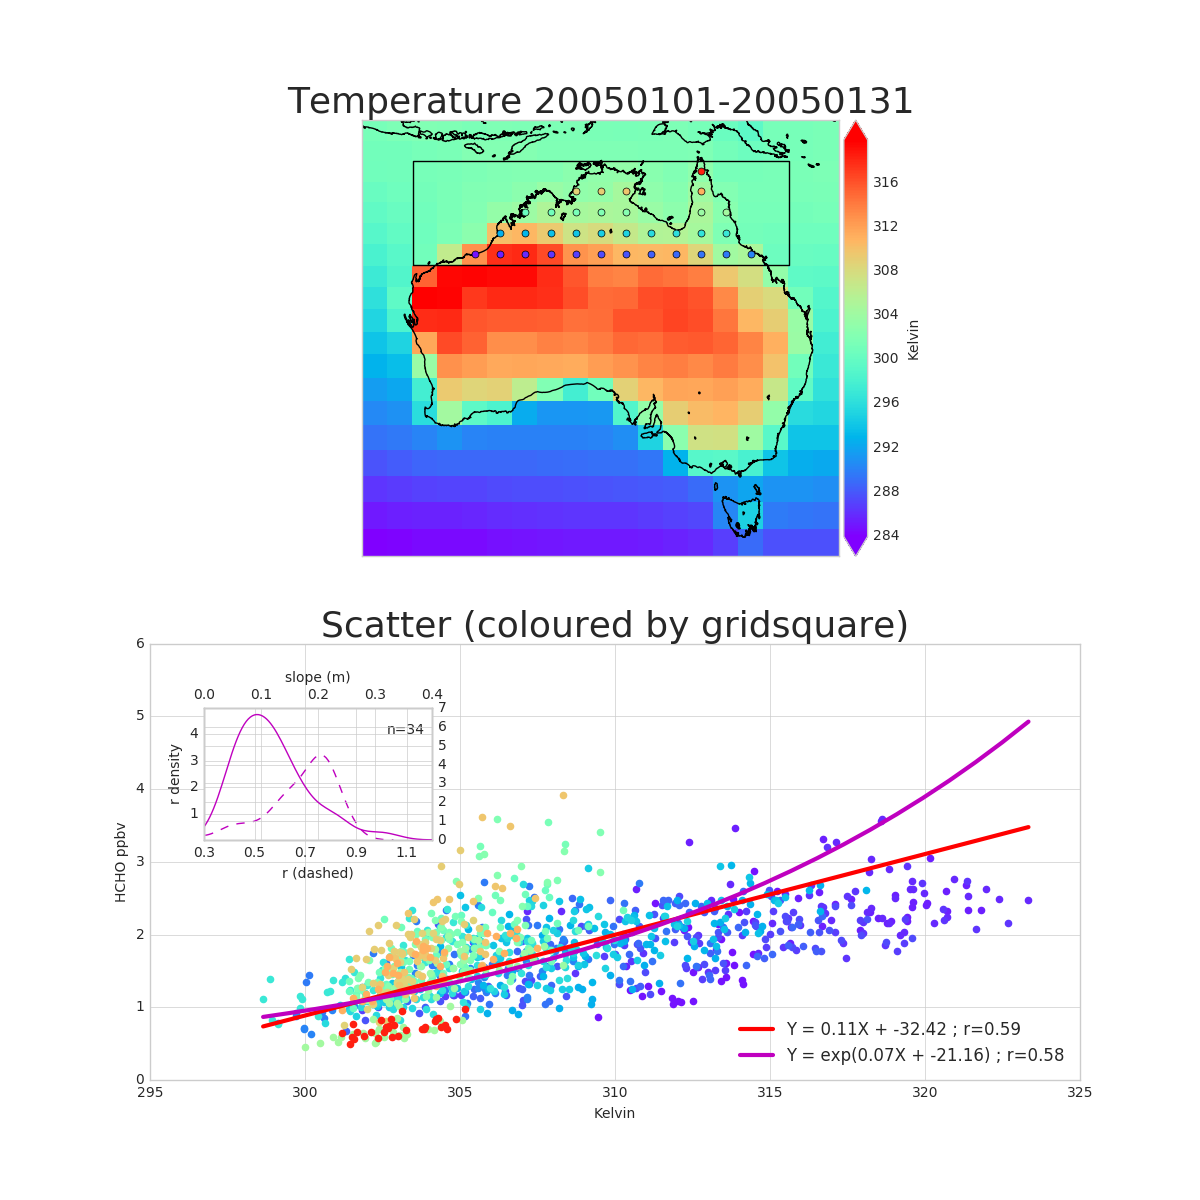 Temperature 20050101-20050131
316
312
308
304
300
296
292
288
284
Kelvin
Scatter (coloured by gridsquare)
6
5
4
3
2
1
0
HCHO ppbv
slope (m)
0.0 0.1 0.2 0.3 0.4
n=34
4
3
2
1
r density
7
6
5
4
3
2
1
0
0.3 0.5 0.7 0.9 1.1
r (dashed)
Y = 0.11X + -32.42 ; r=0.59
Y = exp(0.07X + -21.16) ; r=0.58
295 300 305 310 315 320 325
Kelvin